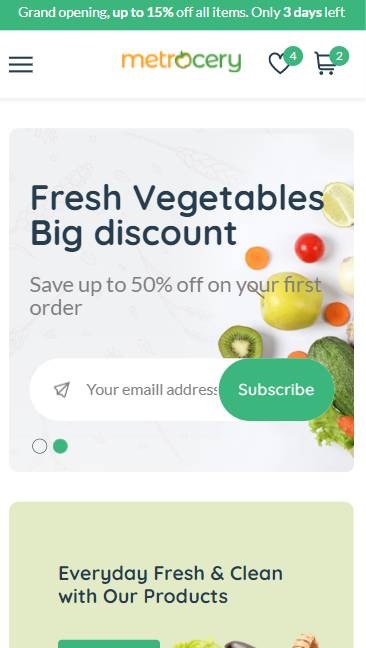 Grand opening, up to 15% off all items. Only 3 days left
metrocery
4
2
Fresh Vegetables
Big discount
Save up to 50% off on your first
order
Your emaill address
Subscribe
Everyday Fresh & Clean
with Our Products